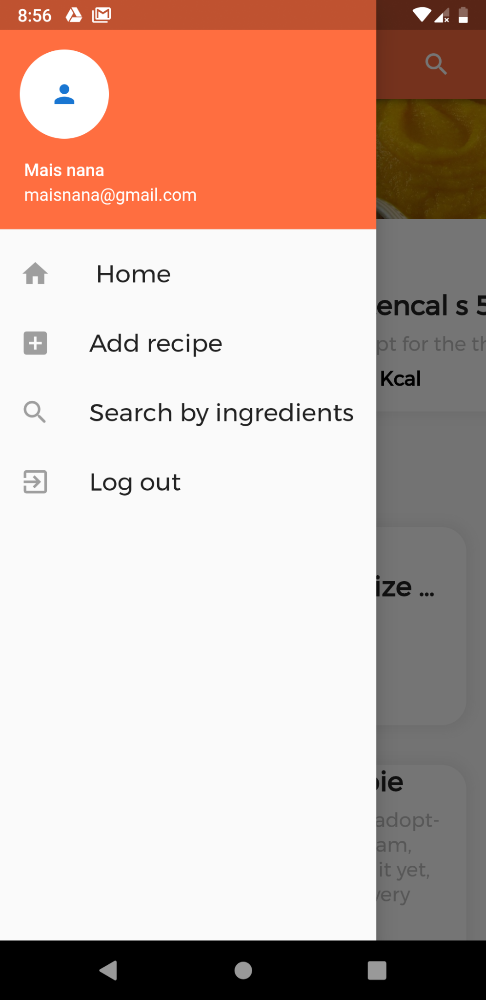 8:56
Mais nana
maisnana@gmail.com
Home
Add recipe
Search by ingredients
Log out
encal s 5
pt for the th
Kcal
ize ...
pie
adopt-
am,
it yet,
very